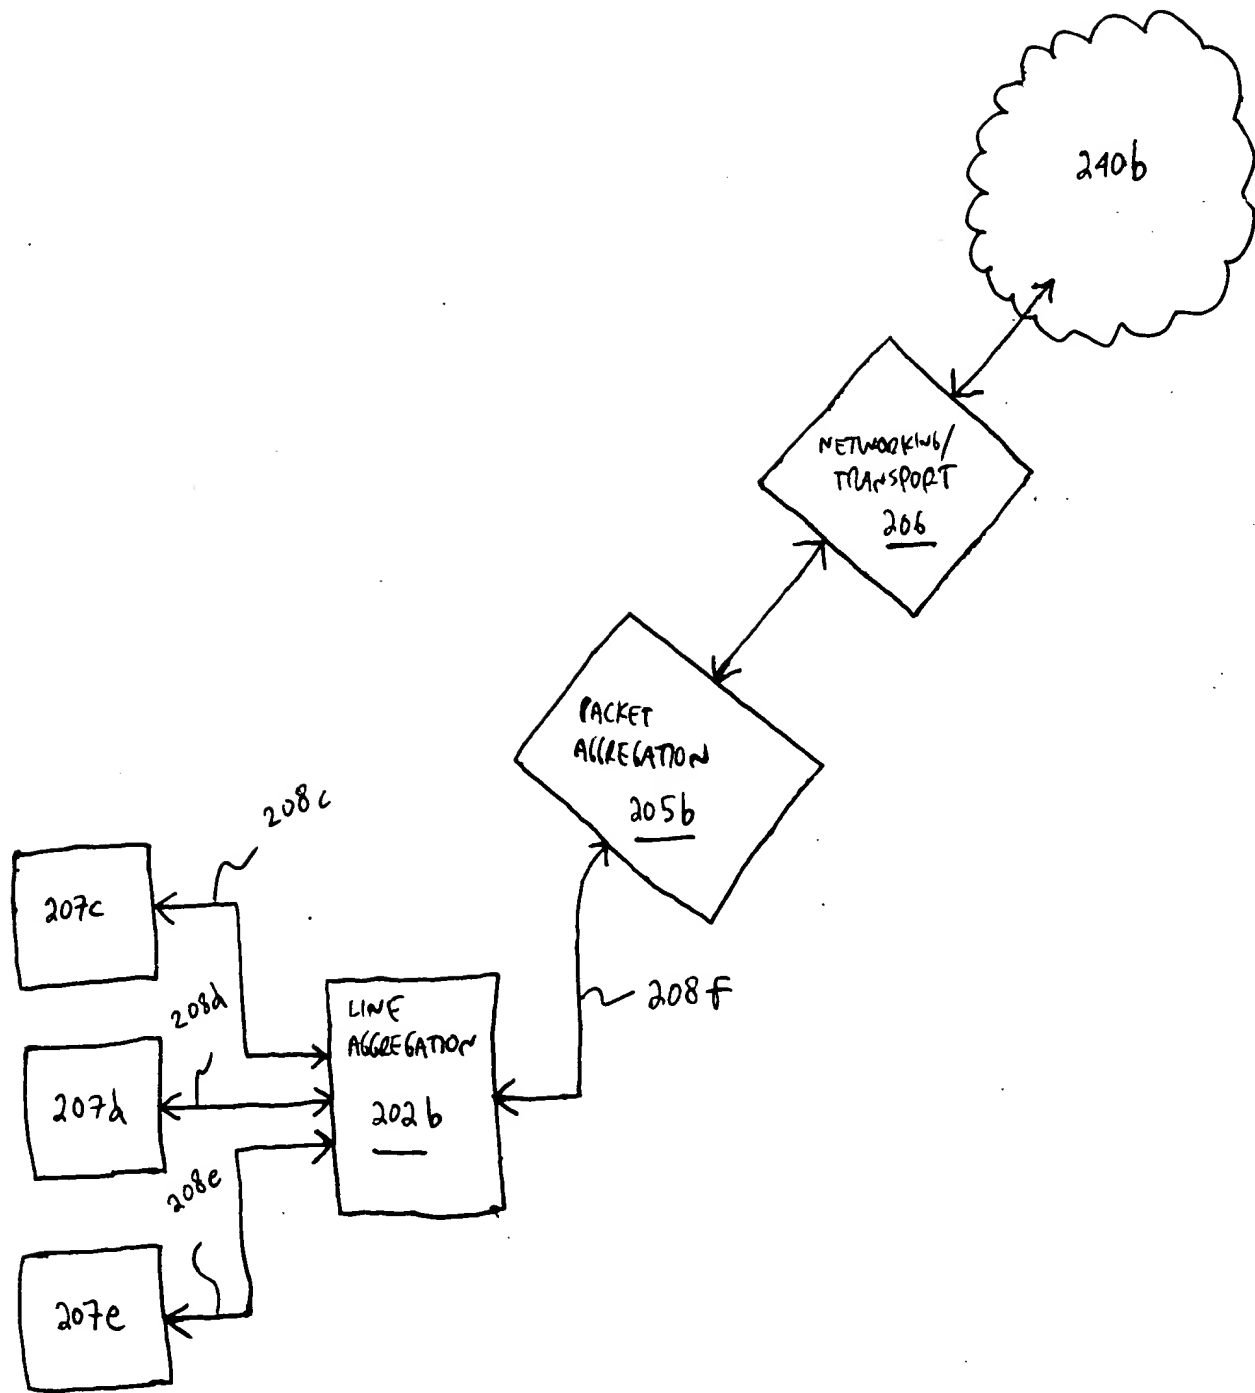 240b
NETWORKING/
TRANSPORT
206
PACKET
AGGREGATION
205b
208c
207c
208d
LINE
AGGREGATION
202b
208f
207d
208e
207e